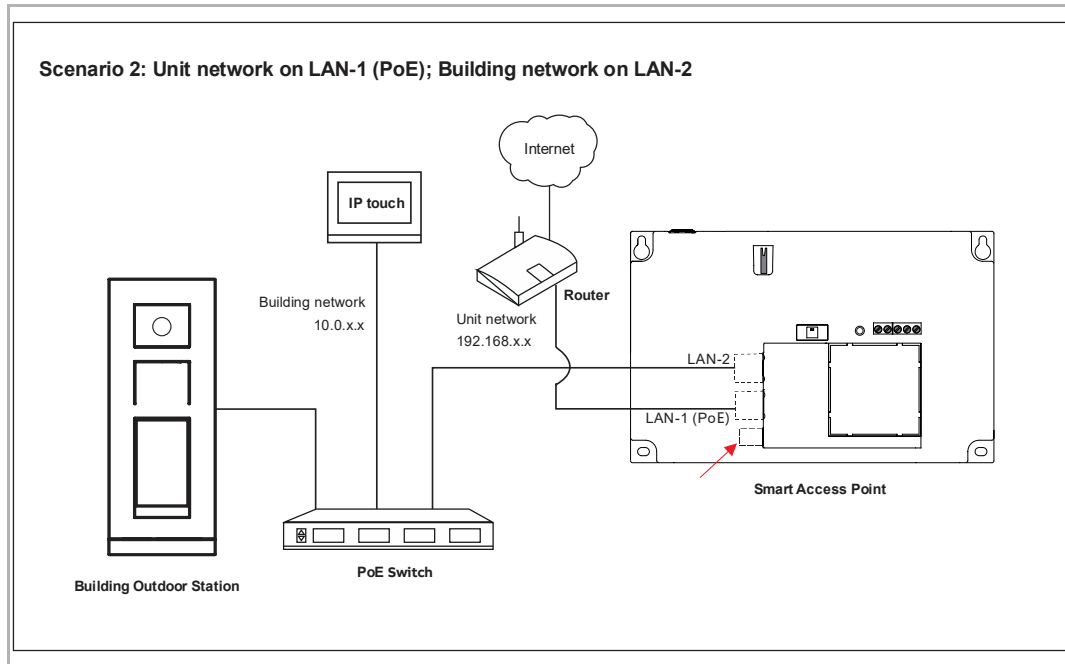 Scenario 2: Unit network on LAN-1 (PoE); Building network on LAN-2
Internet
IP touch
Router
Building network
10.0.x.x
Unit network
192.168.x.x
LAN-2
LAN-1 (PoE)
Smart Access Point
PoE Switch
Building Outdoor Station